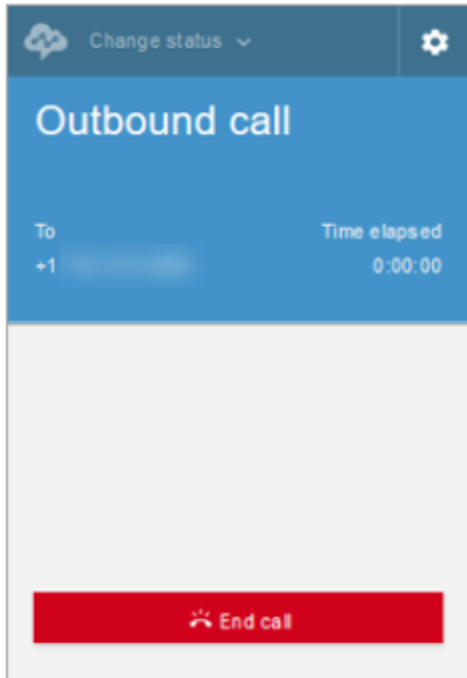 Change status
Outbound call
To
Time elapsed
+1
0:00:00
End call